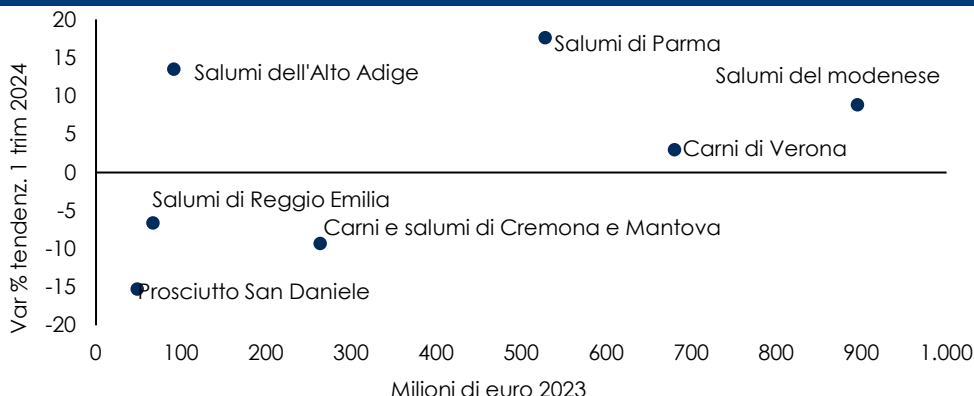 20
15
10
5
0
-5
-10
-15
-20
Var % tendenz. 1 trim 2024
Salumi di Parma
Salumi dell'Alto Adige
Salumi del modenese
Carni di Verona
Salumi di Reggio Emilia
Carni e salumi di Cremona e Mantova
Prosciutto San Daniele
0 100 200 300 400 500 600 700 800 900 1.000
Milioni di euro 2023